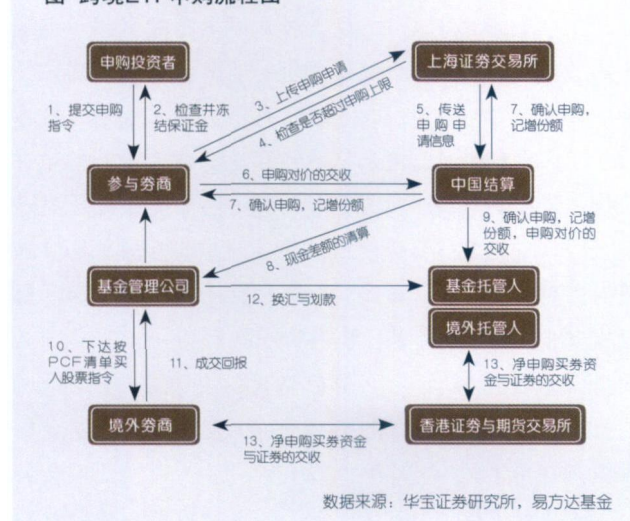 申购投资者
上海证券交易所
1、提交申购
指令
2、检查并冻
结保证金
3、上传申购申请
4、检查是否超过申购上限
5、传送
申购申
请信息
7、确认申购,
记增份额
参与券商
6、申购对价的交收
7、确认申购,记增份额
中国结算
8、现金差额的清算
9、确认申购,记增
份额,申购对价的
交收
基金管理公司
12、换汇与划款
基金托管人
境外托管人
10、下达按
PCF清单买
入股票指令
11、成交回报
13、净申购买券资
金与证券的交收
境外券商
13、净申购买券资金
与证券的交收
香港证券与期货交易所
数据来源:华宝证券研究所,易方达基金